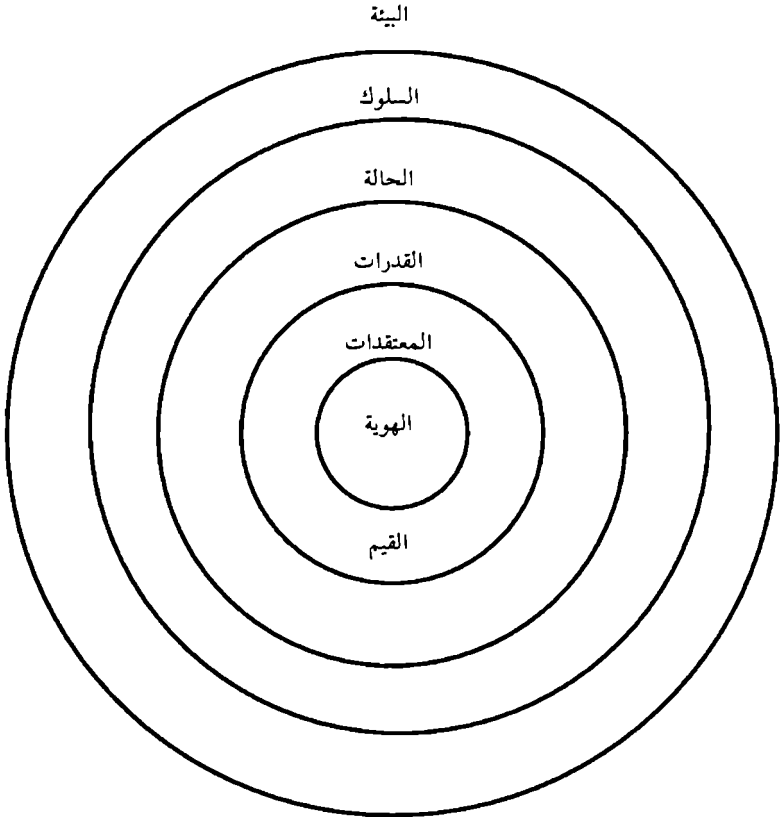 البيئة
السلوك
الحالة
القدرات
المعتقدات
الهوية
القيم